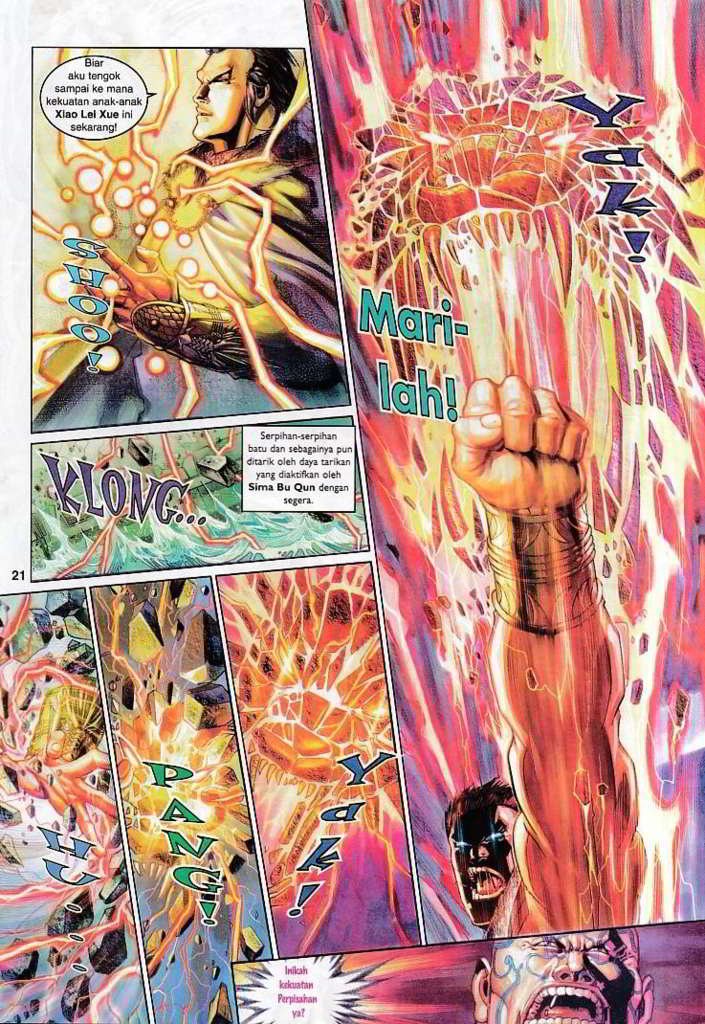 Biar
aku tengok
sampai ke mana
kekuatan anak-anak
Xiao Lei Xue ini
sekarang!
SHOO!
YAK!
Mari-
lah!
Serpihan-serpihan
batu dan sebagainya pun
ditarik oleh daya tarikan
yang diaktifkan oleh
Sima Bu Qun dengan
segera.
KLONG...
21
HU...
PANG!
YAK!
Inikah
kekuatan
Perpisahan
ya?